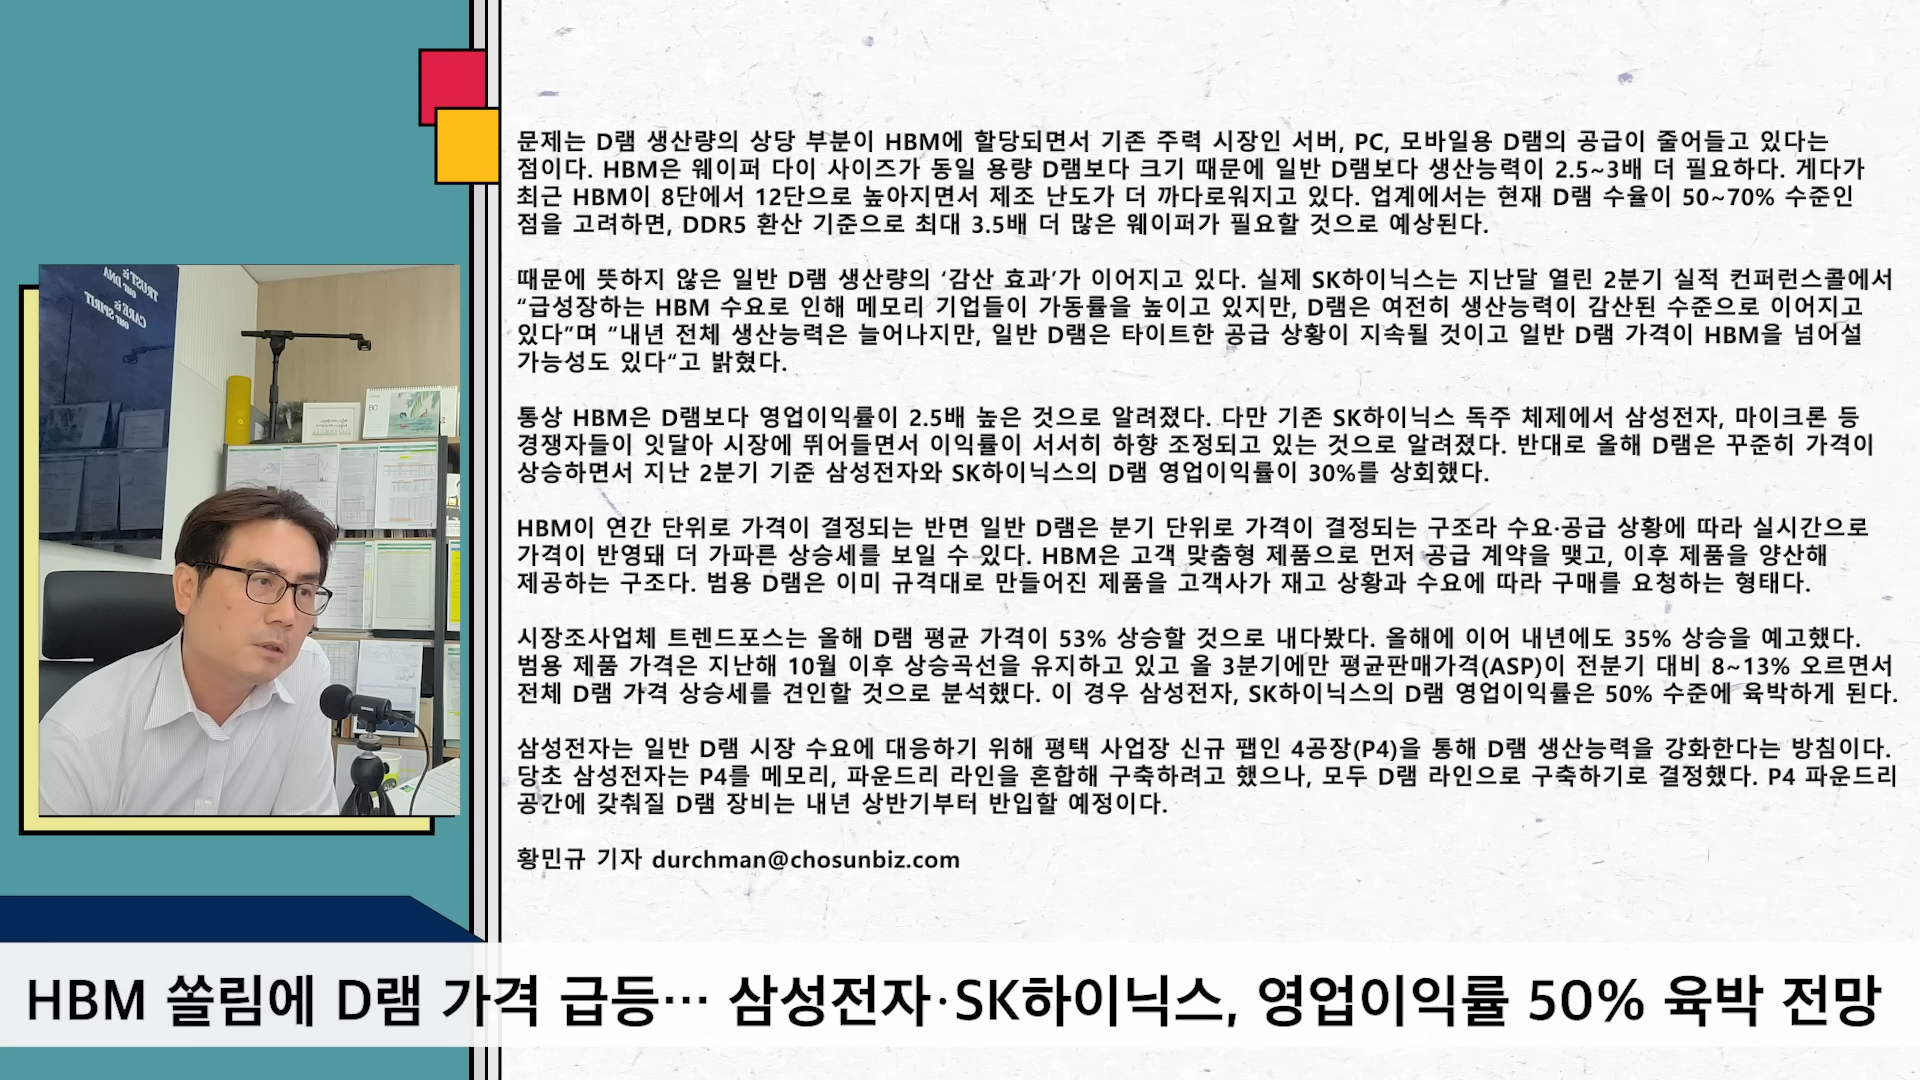 TRUST is
our DNA
CARE is
our SPIRIT
문제는 D램 생산량의 상당 부분이 HBM에 할당되면서 기존 주력 시장인 서버, PC, 모바일용 D램의 공급이 줄어들고 있다는
점이다. HBM은 웨이퍼 다이 사이즈가 동일 용량 D램보다 크기 때문에 일반 D램보다 생산능력이 2.5~3배 더 필요하다. 게다가
최근 HBM이 8단에서 12단으로 높아지면서 제조 난도가 더 까다로워지고 있다. 업계에서는 현재 D램 수율이 50~70% 수준인
점을 고려하면, DDR5 환산 기준으로 최대 3.5배 더 많은 웨이퍼가 필요할 것으로 예상된다.
때문에 뜻하지 않은 일반 D램 생산량의 ‘감산 효과’가 이어지고 있다. 실제 SK하이닉스는 지난달 열린 2분기 실적 컨퍼런스콜에서
“급성장하는 HBM 수요로 인해 메모리 기업들이 가동률을 높이고 있지만, D램은 여전히 생산능력이 감산된 수준으로 이어지고
있다”며 “내년 전체 생산능력은 늘어나지만, 일반 D램은 타이트한 공급 상황이 지속될 것이고 일반 D램 가격이 HBM을 넘어설
가능성도 있다“고 밝혔다.
통상 HBM은 D램보다 영업이익률이 2.5배 높은 것으로 알려졌다. 다만 기존 SK하이닉스 독주 체제에서 삼성전자, 마이크론 등
경쟁자들이 잇달아 시장에 뛰어들면서 이익률이 서서히 하향 조정되고 있는 것으로 알려졌다. 반대로 올해 D램은 꾸준히 가격이
상승하면서 지난 2분기 기준 삼성전자와 SK하이닉스의 D램 영업이익률이 30%를 상회했다.
HBM이 연간 단위로 가격이 결정되는 반면 일반 D램은 분기 단위로 가격이 결정되는 구조라 수요·공급 상황에 따라 실시간으로
가격이 반영돼 더 가파른 상승세를 보일 수 있다. HBM은 고객 맞춤형 제품으로 먼저 공급 계약을 맺고, 이후 제품을 양산해
제공하는 구조다. 범용 D램은 이미 규격대로 만들어진 제품을 고객사가 재고 상황과 수요에 따라 구매를 요청하는 형태다.
시장조사업체 트렌드포스는 올해 D램 평균 가격이 53% 상승할 것으로 내다봤다. 올해에 이어 내년에도 35% 상승을 예고했다.
범용 제품 가격은 지난해 10월 이후 상승곡선을 유지하고 있고 올 3분기에만 평균판매가격(ASP)이 전분기 대비 8~13% 오르면서
전체 D램 가격 상승세를 견인할 것으로 분석했다. 이 경우 삼성전자, SK하이닉스의 D램 영업이익률은 50% 수준에 육박하게 된다.
삼성전자는 일반 D램 시장 수요에 대응하기 위해 평택 사업장 신규 팹인 4공장(P4)을 통해 D램 생산능력을 강화한다는 방침이다.
당초 삼성전자는 P4를 메모리, 파운드리 라인을 혼합해 구축하려고 했으나, 모두 D램 라인으로 구축하기로 결정했다. P4 파운드리
공간에 갖춰질 D램 장비는 내년 상반기부터 반입할 예정이다.
황민규 기자 durchman@chosunbiz.com
HBM 쏠림에 D램 가격 급등… 삼성전자·SK하이닉스, 영업이익률 50% 육박 전망